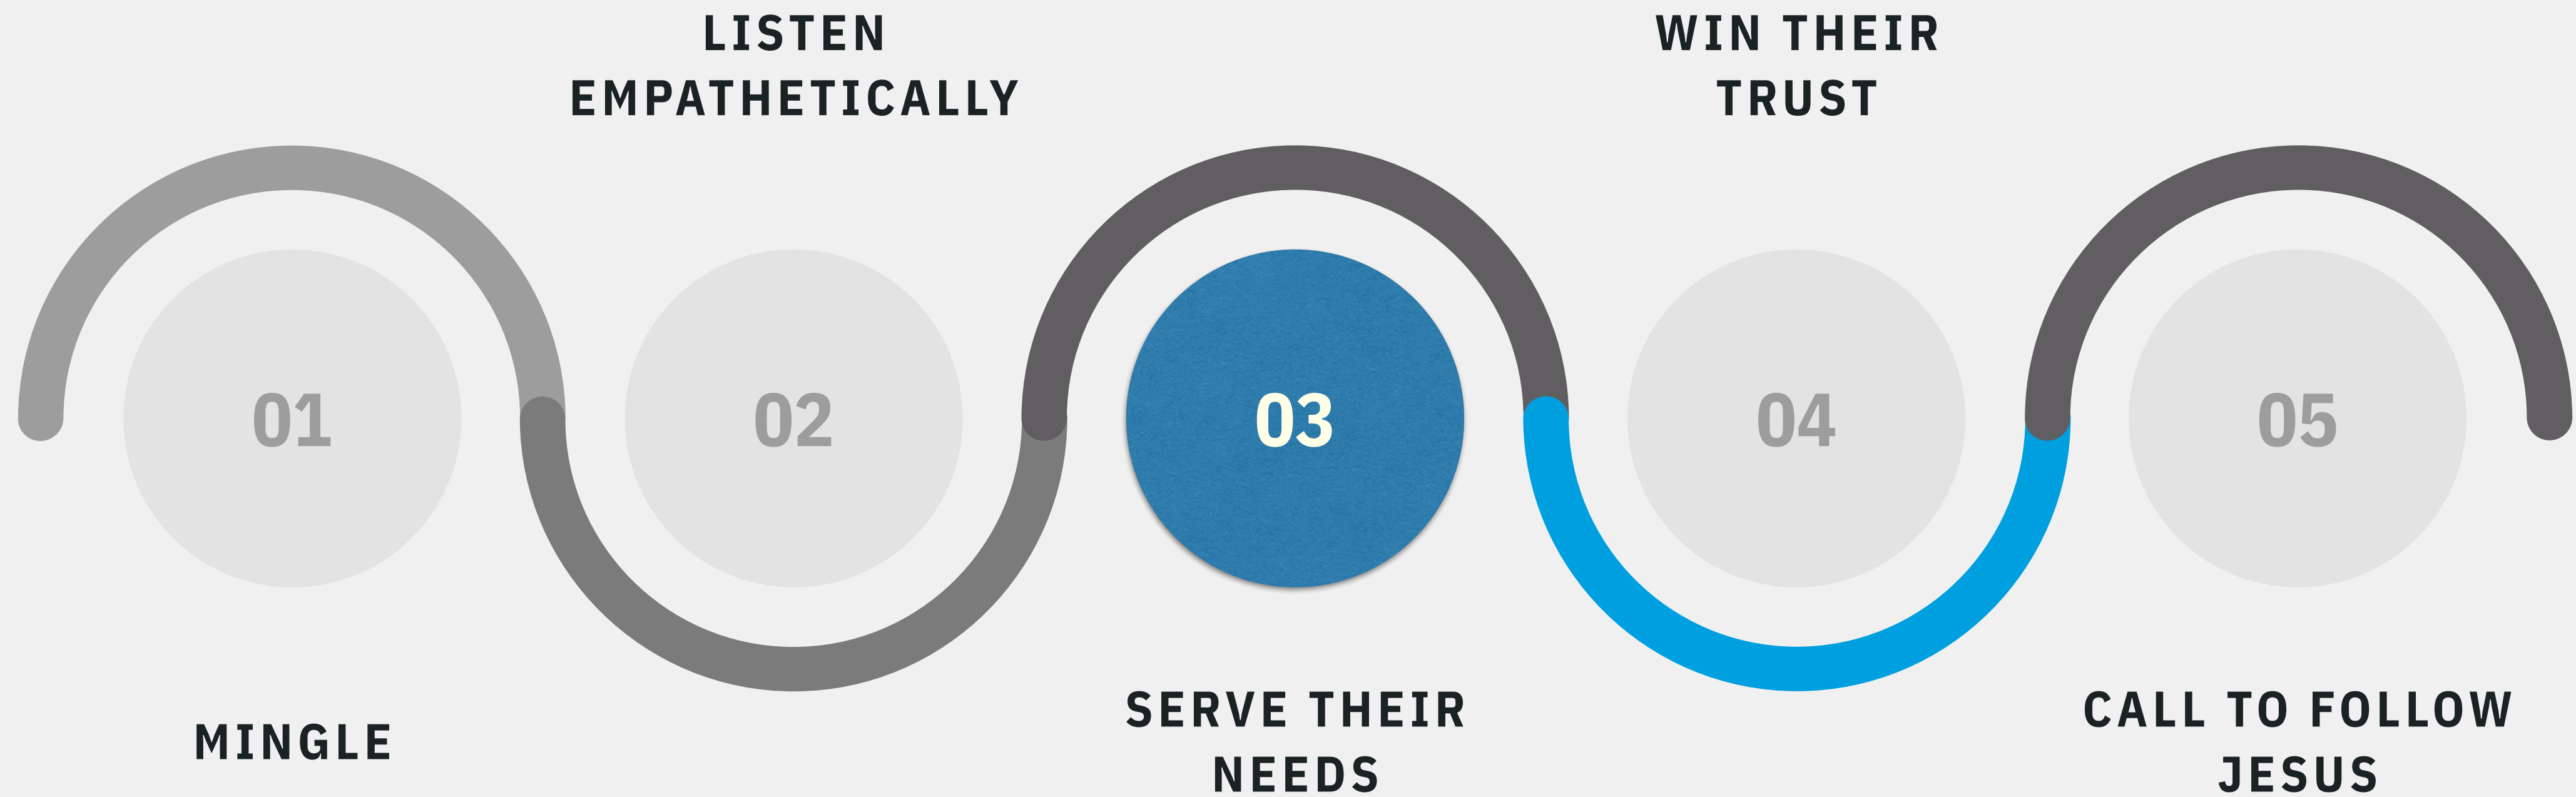 LISTEN
EMPATHETICALLY
WIN THEIR
TRUST
01
02
03
04
05
MINGLE
SERVE THEIR
NEEDS
CALL TO FOLLOW
JESUS